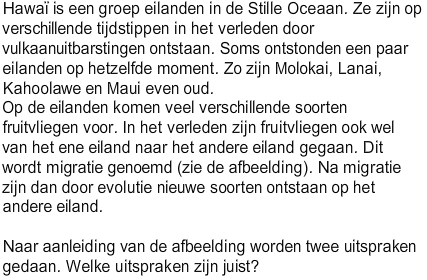 Hawaï is een groep eilanden in de Stille Oceaan. Ze zijn op
verschillende tijdstippen in het verleden door
vulkaanuitbarstingen ontstaan. Soms ontstonden een paar
eilanden op hetzelfde moment. Zo zijn Molokai, Lanai,
Kahoolawe en Maui even oud.
Op de eilanden komen veel verschillende soorten
fruitvliegen voor. In het verleden zijn fruitvliegen ook wel
van het ene eiland naar het andere eiland gegaan. Dit
wordt migratie genoemd (zie de afbeelding). Na migratie
zijn dan door evolutie nieuwe soorten ontstaan op het
andere eiland.

Naar aanleiding van de afbeelding worden twee uitspraken
gedaan. Welke uitspraken zijn juist?